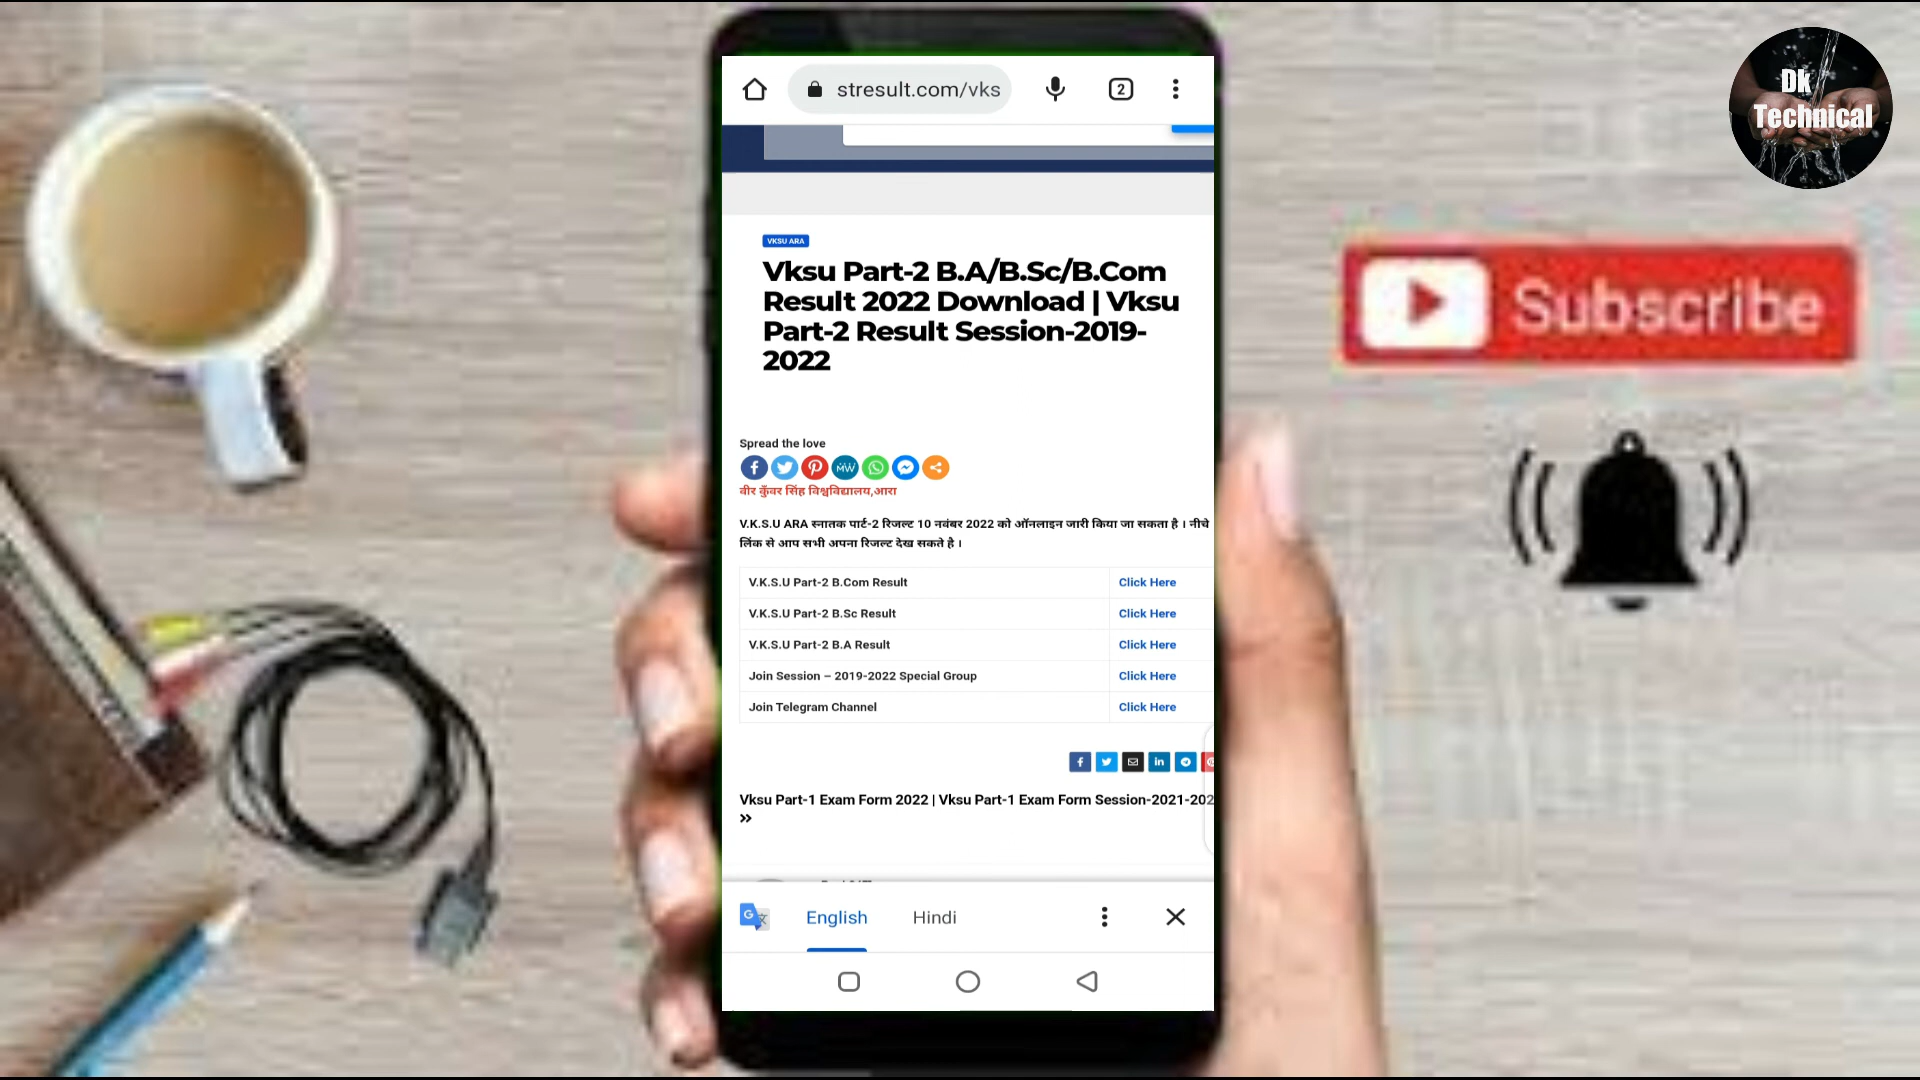 Dk
Technical
stresult.com/vks
2
Subscribe
VKSU ARA
Vksu Part-2 B.A/B.Sc/B.Com
Result 2022 Download | Vksu
Part-2 Result Session-2019-
2022
Spread the love
MW
वीर कुँवर सिंह विश्वविद्यालय,आरा
V.K.S.U ARA स्नातक पार्ट-2 रिजल्ट 10 नवंबर 2022 को ऑनलाइन जारी किया जा सकता है । नीचे
लिंक से आप सभी अपना रिजल्ट देख सकते है ।
V.K.S.U Part-2 B.Com Result Click Here
V.K.S.U Part-2 B.Sc Result Click Here
V.K.S.U Part-2 B.A Result Click Here
Join Session – 2019-2022 Special Group Click Here
Join Telegram Channel Click Here
Vksu Part-1 Exam Form 2022 | Vksu Part-1 Exam Form Session-2021-202
»
English Hindi